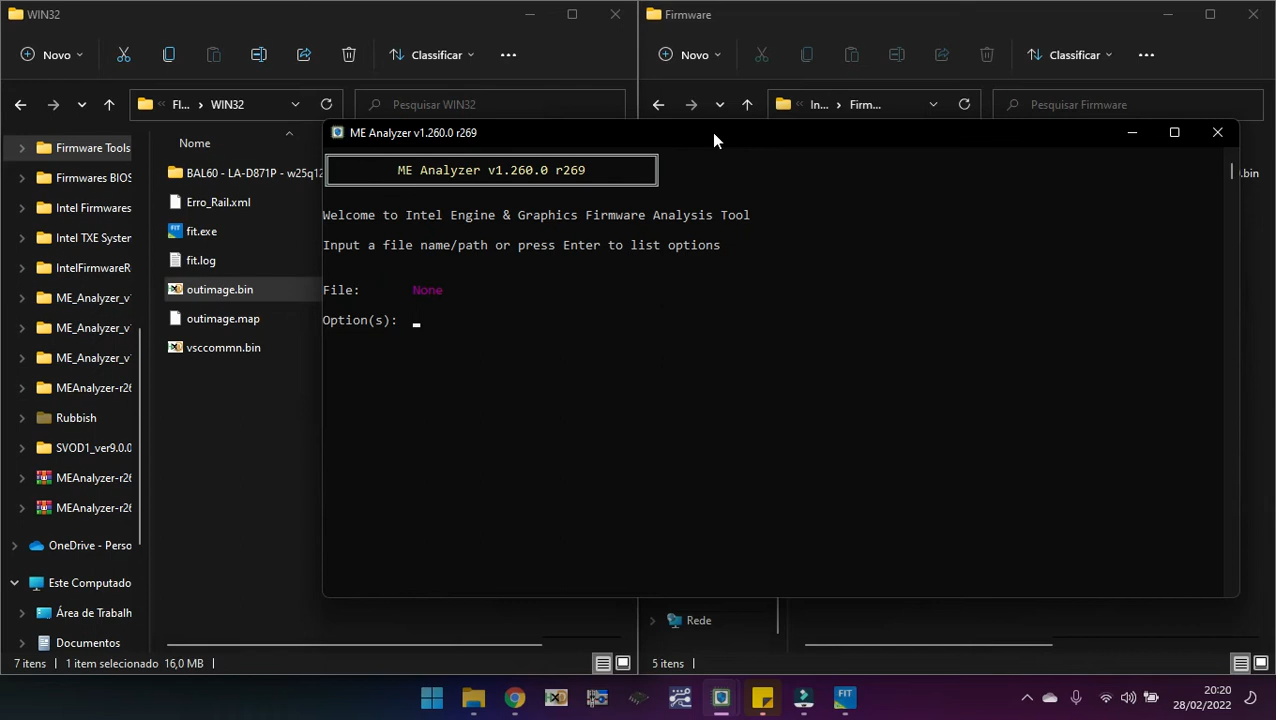 WIN32
Firmware
Novo
Classificar
Novo
Classificar
Fl...
WIN32
Pesquisar WIN32
In...
Firm...
Pesquisar Firmware
Firmware Tools
Firmwares BIOS
Intel Firmwares
Intel TXE System
IntelFirmwareR
ME_Analyzer_v
ME_Analyzer_v
ME_Analyzer_v
MEAnalyzer-r26
Rubbish
SVOD1_ver9.0.0
MEAnalyzer-r26
MEAnalyzer-r26
OneDrive - Perso
Este Computado
Área de Trabalh
Documentos
Nome
BAL60 - LA-D871P - w25q12
Erro_Rail.xml
fit.exe
fit.log
outimage.bin
outimage.map
vsccommn.bin
ME Analyzer v1.260.0 r269
ME Analyzer v1.260.0 r269
Welcome to Intel Engine & Graphics Firmware Analysis Tool
Input a file name/path or press Enter to list options
File: None
Option(s):
.bin
Rede
7 itens
1 item selecionado 16,0 MB
5 itens
FIT
20:20
28/02/2022